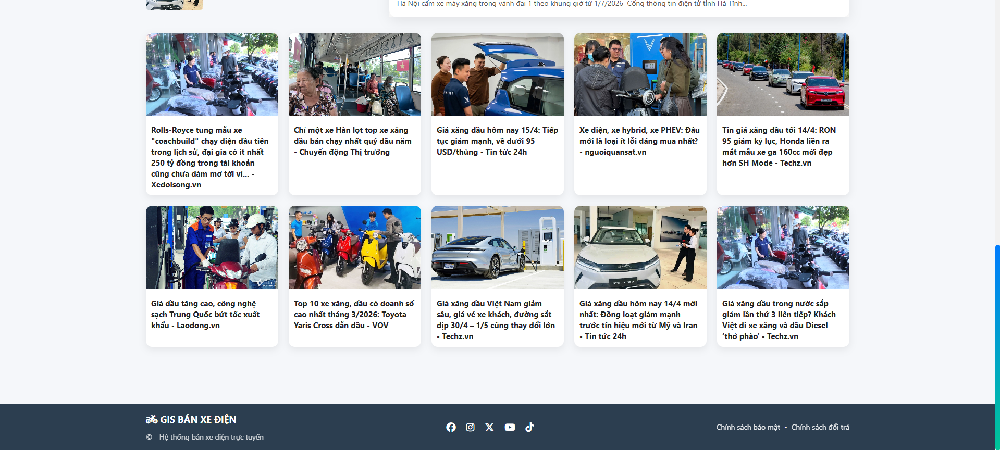 Hà Nội cấm xe máy xăng trong vành đai 1 theo khung giờ từ 1/7/2026  Cổng thông tin điện tử tỉnh Hà Tĩnh...
Rolls-Royce tung mẫu xe
"coachbuild" chạy điện đầu tiên
trong lịch sử, đại gia có ít nhất
250 tỷ đồng trong tài khoản
cũng chưa dám mơ tới vì... -
Xedoisong.vn
Chỉ một xe Hàn lọt top xe xăng
dầu bán chạy nhất quý đầu năm
- Chuyển động Thị trường
Giá xăng dầu hôm nay 15/4: Tiếp
tục giảm mạnh, về dưới 95
USD/thùng - Tin tức 24h
Xe điện, xe hybrid, xe PHEV: Đâu
mới là loại ít lỗi đáng mua nhất?
- nguoiquansat.vn
Tin giá xăng dầu tối 14/4: RON
95 giảm kỷ lục, Honda liền ra
mắt mẫu xe ga 160cc mới đẹp
hơn SH Mode - Techz.vn
Giá dầu tăng cao, công nghệ
sạch Trung Quốc bứt tốc xuất
khẩu - Laodong.vn
Top 10 xe xăng, dầu có doanh số
cao nhất tháng 3/2026: Toyota
Yaris Cross dẫn đầu - VOV
Giá xăng dầu Việt Nam giảm
sâu, giá vé xe khách, đường sắt
dịp 30/4 – 1/5 cũng thay đổi lớn
- Techz.vn
Giá xăng dầu hôm nay 14/4 mới
nhất: Đồng loạt giảm mạnh
trước tín hiệu mới từ Mỹ và Iran
- Tin tức 24h
Giá xăng dầu trong nước sắp
giảm lần thứ 3 liên tiếp? Khách
Việt đi xe xăng và dầu Diesel
‘thở phào’ - Techz.vn
GIS BÁN XE ĐIỆN
© - Hệ thống bán xe điện trực tuyến
Chính sách bảo mật • Chính sách đổi trả